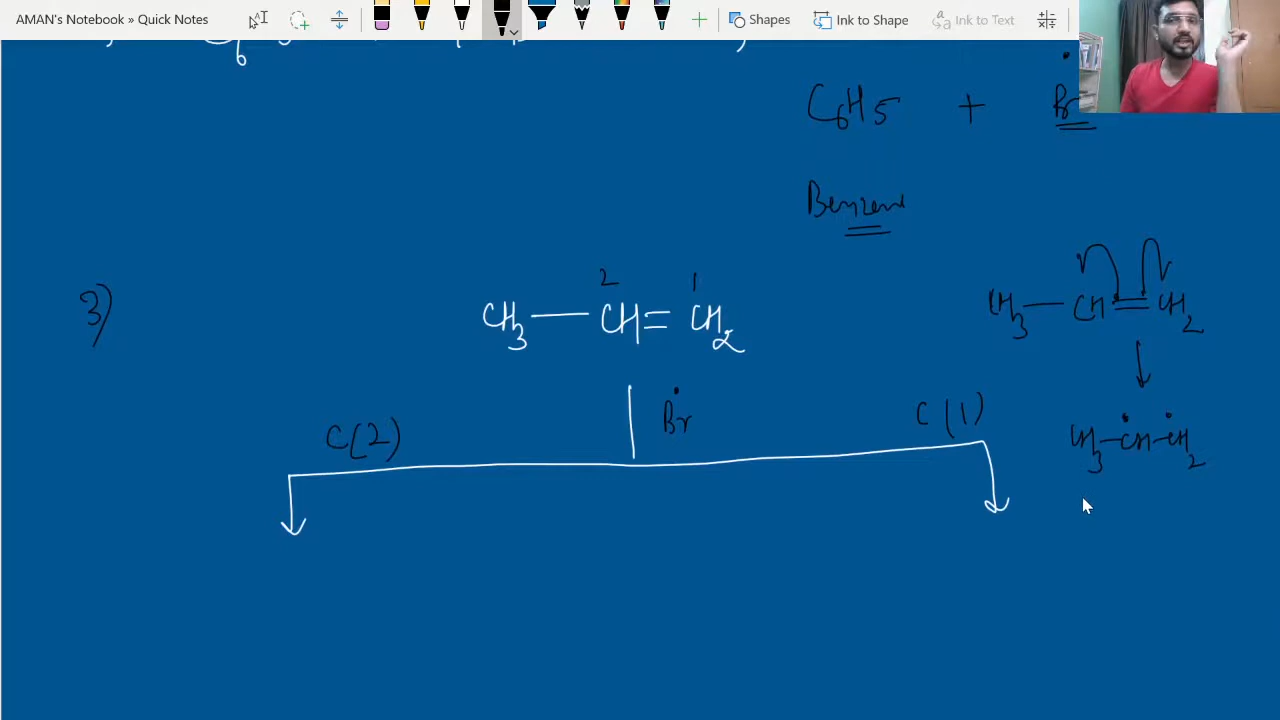 AMAN's Notebook » Quick Notes
Shapes
Ink to Shape
Ink to Text
6
C6H5 + Br
Benzene
3)
2 1
CH3—CH=CH2
CH3—CH=CH2
Br
C(2)
C(1)
CH3—CH—CH2